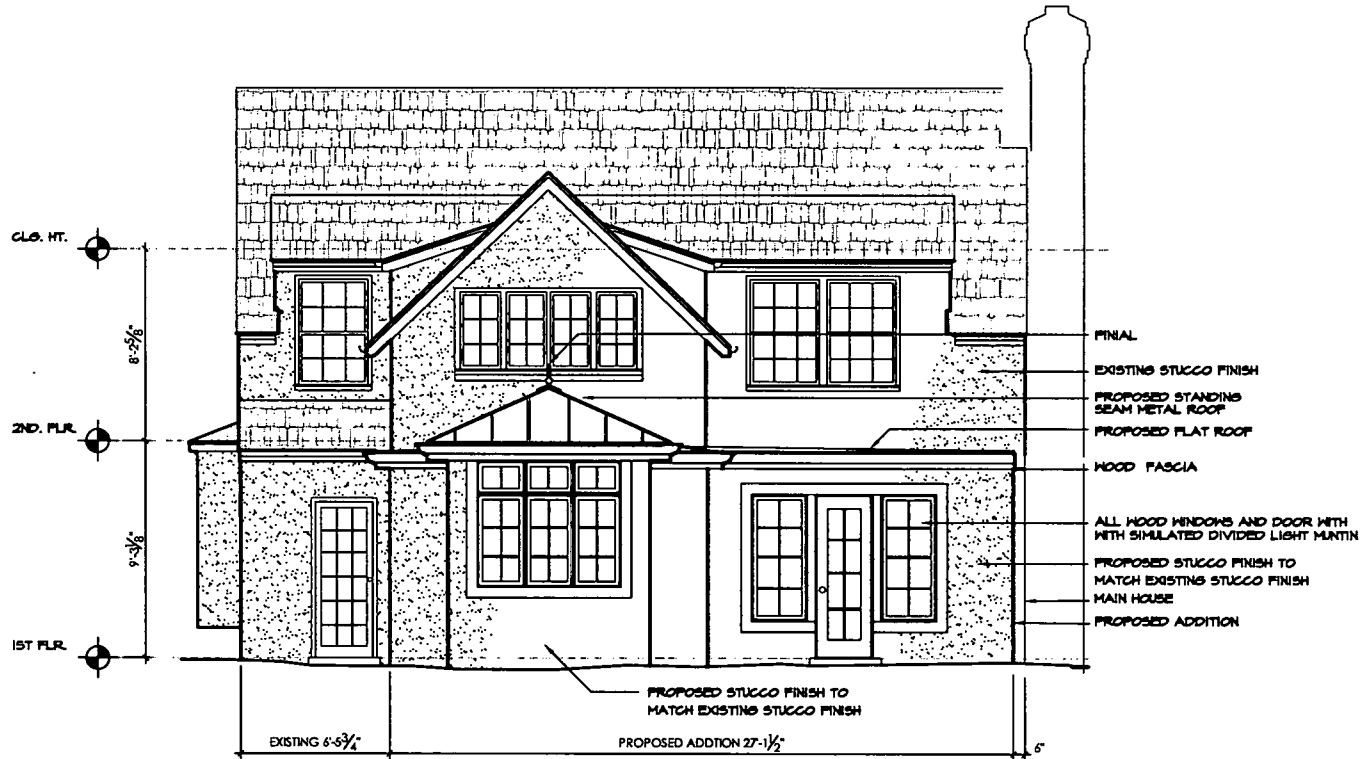 CLG. HT.
8'-2 5/8"
2ND. FLR.
9'-3 1/8"
1ST FLR.
FINIAL
EXISTING STUCCO FINISH
PROPOSED STANDING
SEAM METAL ROOF
PROPOSED FLAT ROOF
WOOD FASCIA
ALL WOOD WINDOWS AND DOOR WITH
WITH SIMULATED DIVIDED LIGHT MUNTIN
PROPOSED STUCCO FINISH TO
MATCH EXISTING STUCCO FINISH
MAIN HOUSE
PROPOSED ADDITION
PROPOSED STUCCO FINISH TO
MATCH EXISTING STUCCO FINISH
EXISTING 6'-5 3/4"
PROPOSED ADDTION 27'-1 1/2"
6"